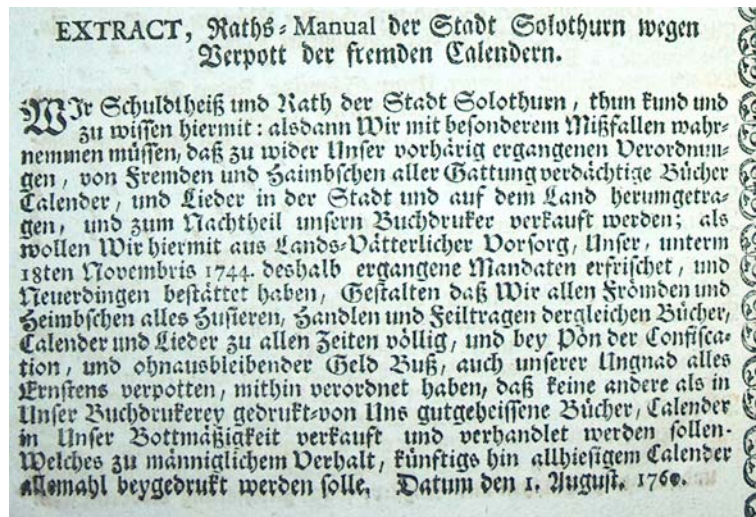 EXTRACT, Raths-Manual der Stadt Solothurn wegen
Verpott der fremden Calendern.
Wir Schuldtheiß und Rath der Stadt Solothurn, thun kund und
zu wissen hiermit: alsdann Wir mit besonderem Mißfallen wahr-
nemmen müssen, daß zu wider Unser vorhärig ergangenen Verordnun-
gen, von Fremden und Haimbschen aller Gattung verdächtige Bücher
Calender, und Lieder in der Stadt und auf dem Land herumgetra-
gen, und zum Nachtheil unsern Buchdruker verkauft werden; als
wollen Wir hiermit aus Lands-Vätterlicher Vorsorg, Unser, unterm
18ten Novembris 1744. deshalb ergangene Mandaten erfrischet, und
Neuerdingen bestättet haben, Gestalten daß Wir allen Frömden und
Heimbschen alles Husieren, Handlen und Feiltragen dergleichen Bücher,
Calender und Lieder zu allen Zeiten völlig, und bey Pön der Confisca-
tion, und ohnausbleibender Geld Buß, auch unserer Ungnad alles
Ernstens verpotten, mithin verordnet haben, daß keine andere als in
Unser Buchdrukerey gedrukt-von Uns gutgeheissene Bücher, Calender
in Unser Bottmäßigkeit verkauft und verhandlet werden sollen.
Welches zu männiglichem Verhalt, künftigs hin allhiesigem Calender
allemahl beygedrukt werden solle. Datum den 1. August. 1760.